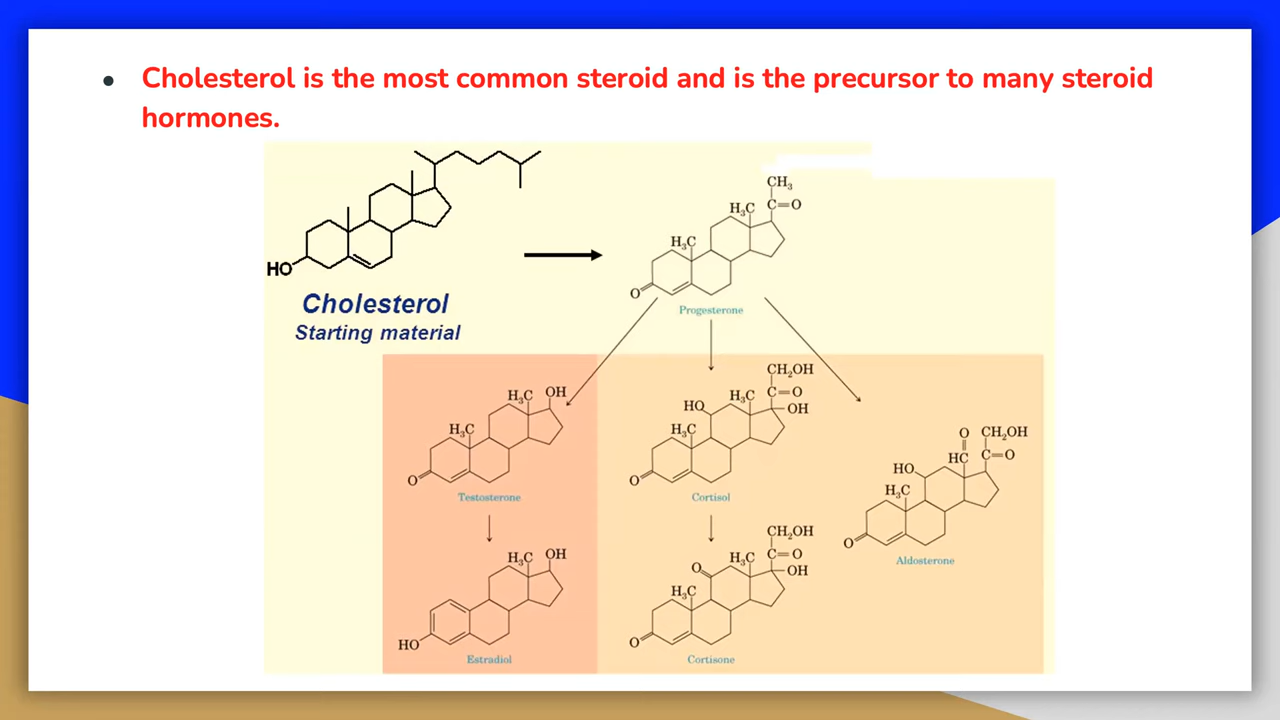 • Cholesterol is the most common steroid and is the precursor to many steroid
hormones.
HO
Cholesterol
Starting material
CH₃
H₃C C=O
H₃C
O
Progesterone
H₃C OH
H₃C
O
Testosterone
CH₂OH
C=O
HO H₃C OH
H₃C
O
Cortisol
O CH₂OH
HC C=O
HO
H₃C
O
Aldosterone
H₃C OH
HO
Estradiol
CH₂OH
C=O
O H₃C OH
H₃C
O
Cortisone